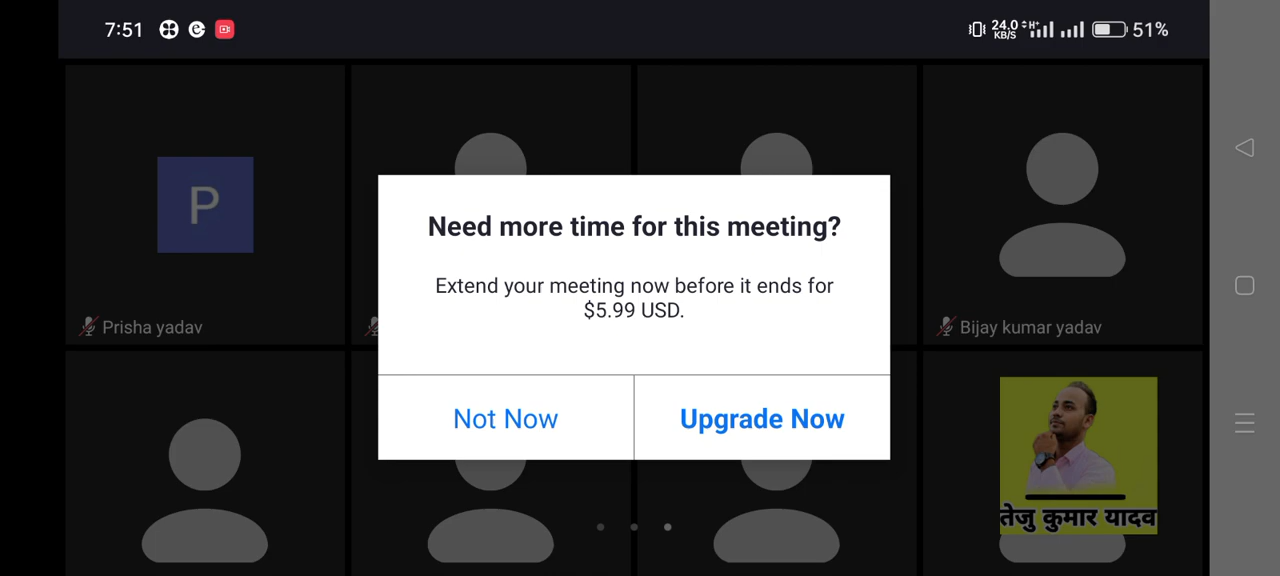 7:51
24.0 H+
KB/S
51%
P
Need more time for this meeting?
Extend your meeting now before it ends for
$5.99 USD.
Prisha yadav
Bijay kumar yadav
Not Now
Upgrade Now
तेजु कुमार यादव